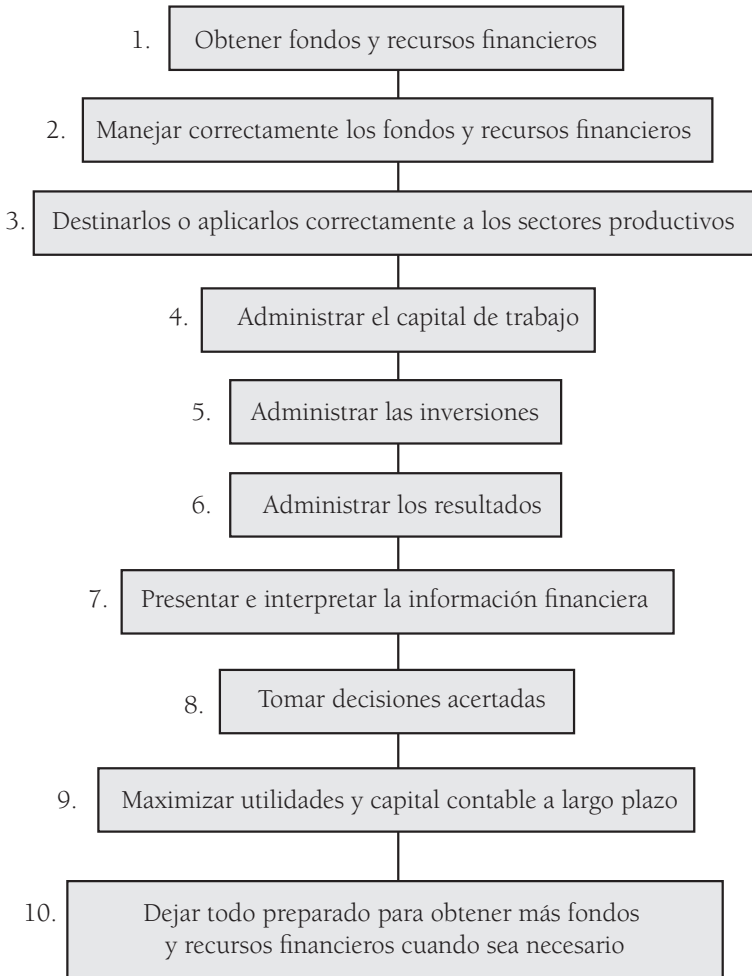 1. Obtener fondos y recursos financieros
2. Manejar correctamente los fondos y recursos financieros
3. Destinarlos o aplicarlos correctamente a los sectores productivos
4. Administrar el capital de trabajo
5. Administrar las inversiones
6. Administrar los resultados
7. Presentar e interpretar la información financiera
8. Tomar decisiones acertadas
9. Maximizar utilidades y capital contable a largo plazo
10. Dejar todo preparado para obtener más fondos
y recursos financieros cuando sea necesario